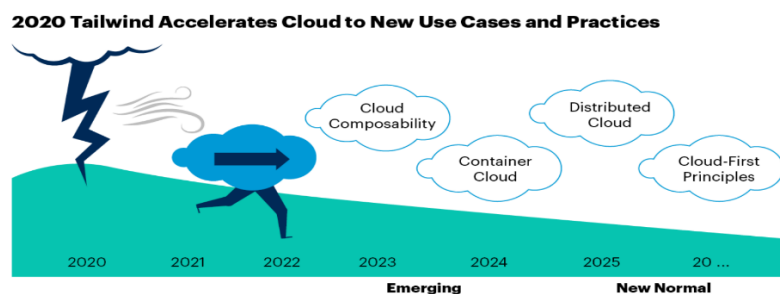 2020 Tailwind Accelerates Cloud to New Use Cases and Practices
Cloud
Composability
Container
Cloud
Distributed
Cloud
Cloud-First
Principles
2020 2021 2022 2023 2024 2025 20 ...
Emerging New Normal